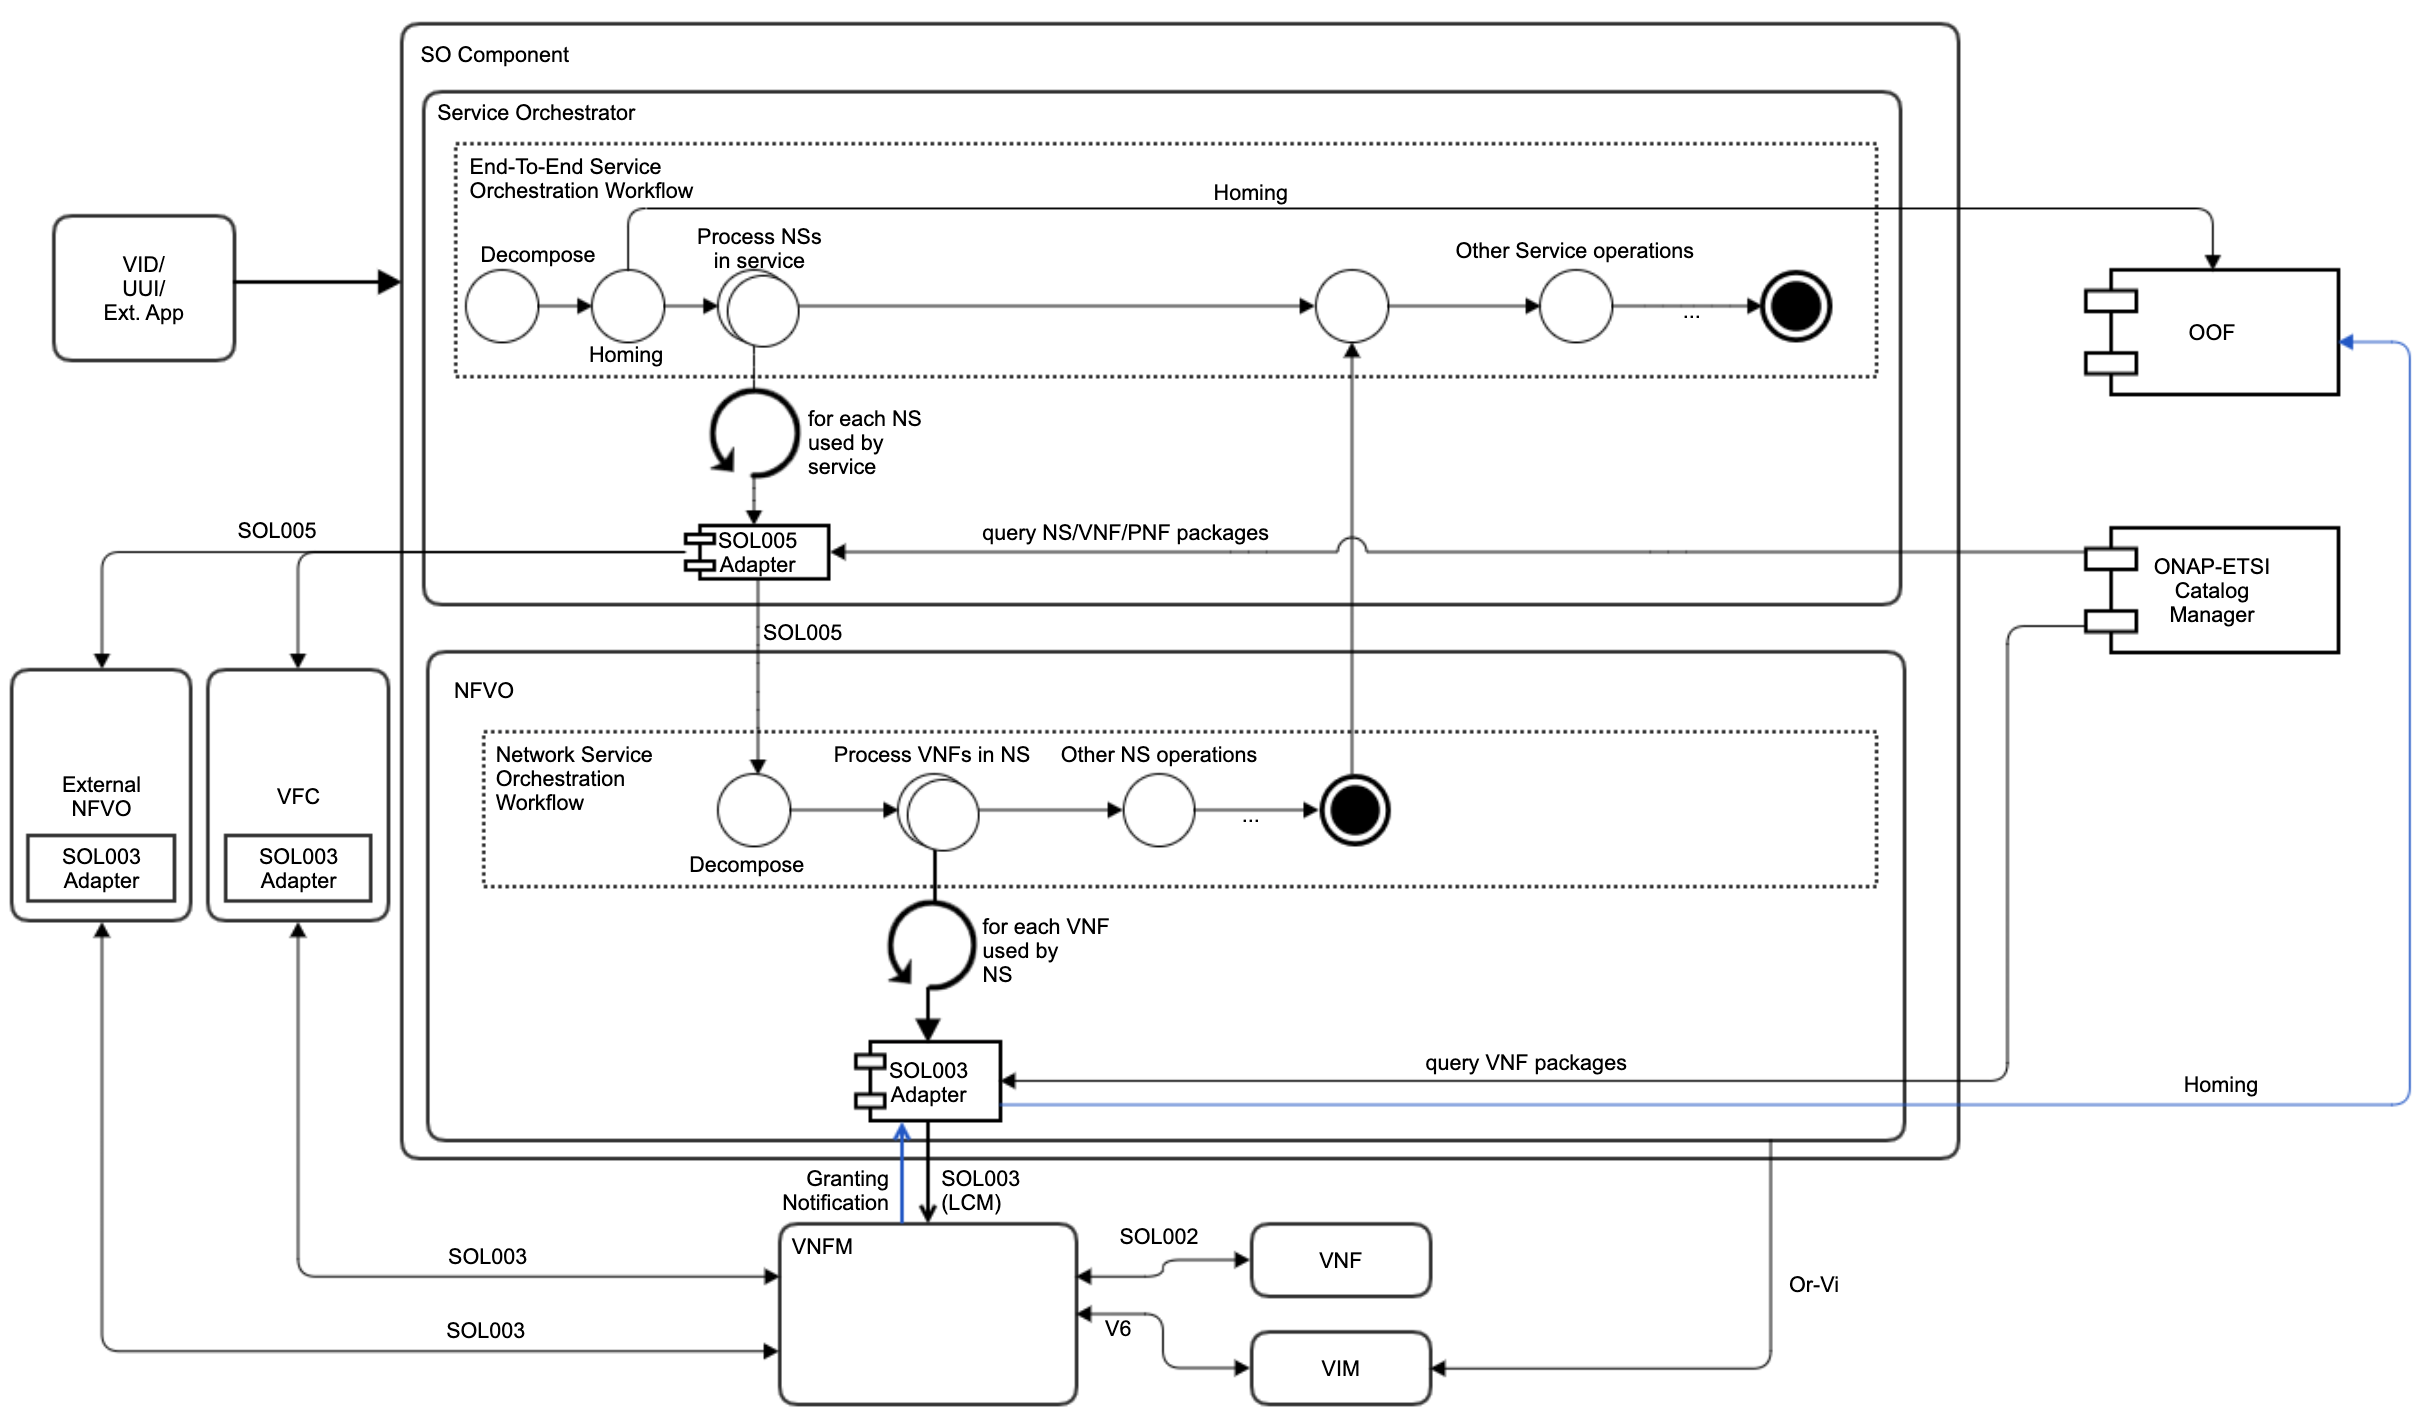 SO Component
Service Orchestrator
End-To-End Service
Orchestration Workflow
Homing
Decompose
Process NSs
in service
Other Service operations
Homing
...
VID/
UUI/
Ext. App
OOF
for each NS
used by
service
SOL005
SOL005
Adapter
query NS/VNF/PNF packages
ONAP-ETSI
Catalog
Manager
SOL005
NFVO
Network Service
Orchestration
Workflow
Process VNFs in NS
Other NS operations
...
Decompose
External
NFVO
SOL003
Adapter
VFC
SOL003
Adapter
for each VNF
used by
NS
SOL003
Adapter
query VNF packages
Homing
Granting
Notification
SOL003
(LCM)
VNFM
SOL003
SOL003
SOL002
VNF
V6
VIM
Or-Vi